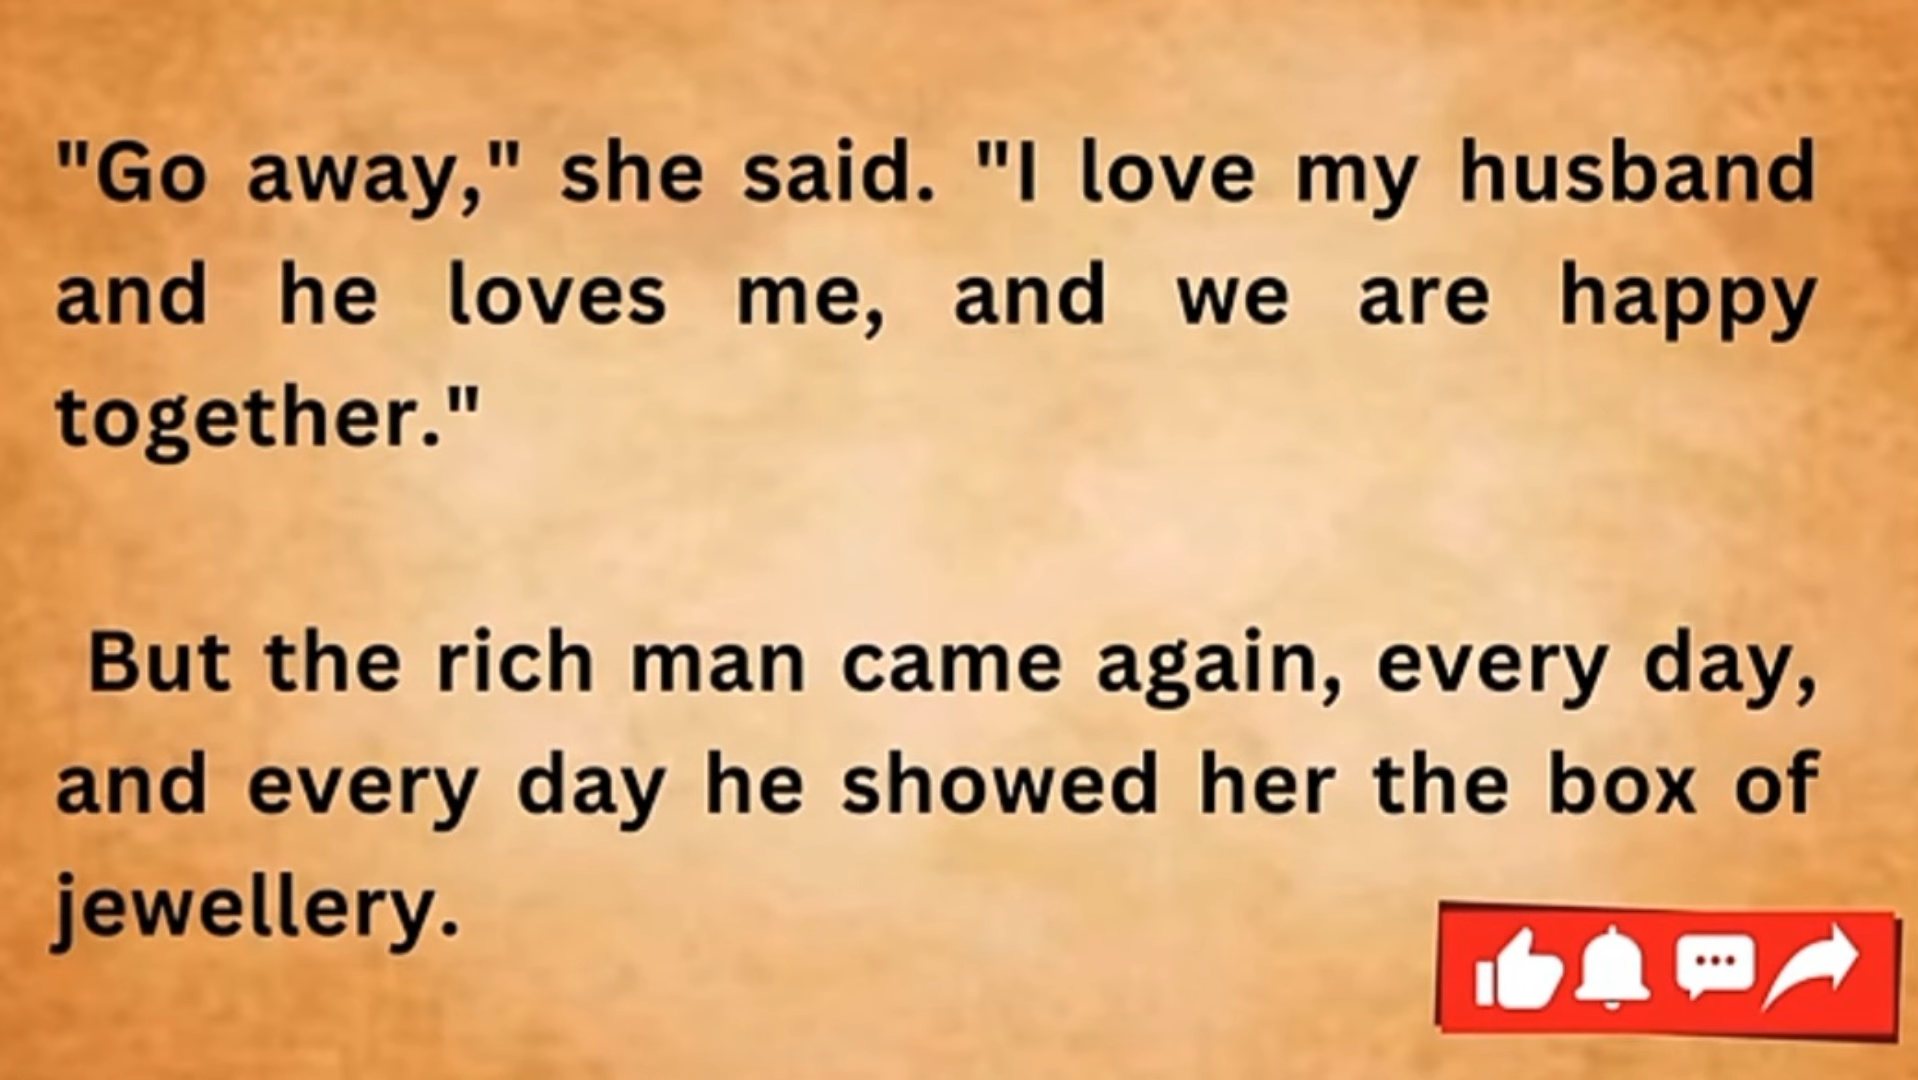 "Go away," she said. "I love my husband
and he loves me, and we are happy
together."
But the rich man came again, every day,
and every day he showed her the box of
jewellery.